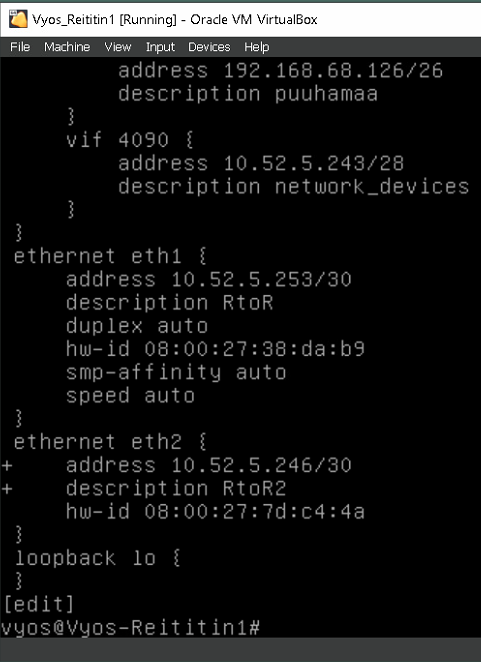 Vyos_Reititin1 [Running] - Oracle VM VirtualBox
File Machine View Input Devices Help
address 192.168.68.126/26
description puuhamaa
}
vif 4090 {
address 10.52.5.243/28
description network_devices
}
}
ethernet eth1 {
address 10.52.5.253/30
description RtoR
duplex auto
hw-id 08:00:27:38:da:b9
smp-affinity auto
speed auto
}
ethernet eth2 {
+ address 10.52.5.246/30
+ description RtoR2
hw-id 08:00:27:7d:c4:4a
}
loopback lo {
}
[edit]
vyos@Vyos-Reititin1#